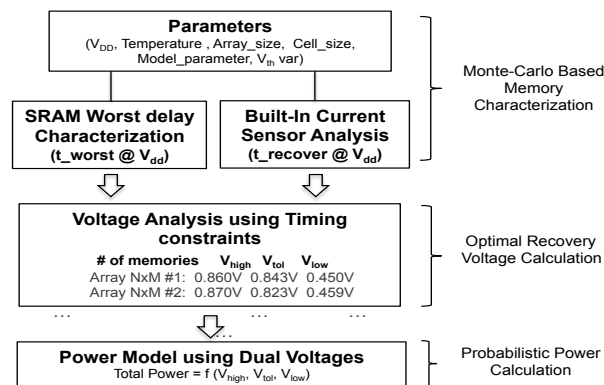 Parameters
(VDD, Temperature , Array_size, Cell_size,
Model_parameter, Vth var)
Monte-Carlo Based
Memory
Characterization
SRAM Worst delay
Characterization
(t_worst @ Vdd)
Built-In Current
Sensor Analysis
(t_recover @ Vdd)
Voltage Analysis using Timing
constraints
# of memories Vhigh Vtol Vlow
Array NxM #1: 0.860V 0.843V 0.450V
Array NxM #2: 0.870V 0.823V 0.459V
... ... ...
Optimal Recovery
Voltage Calculation
Power Model using Dual Voltages
Total Power = f (Vhigh, Vtol, Vlow)
Probabilistic Power
Calculation